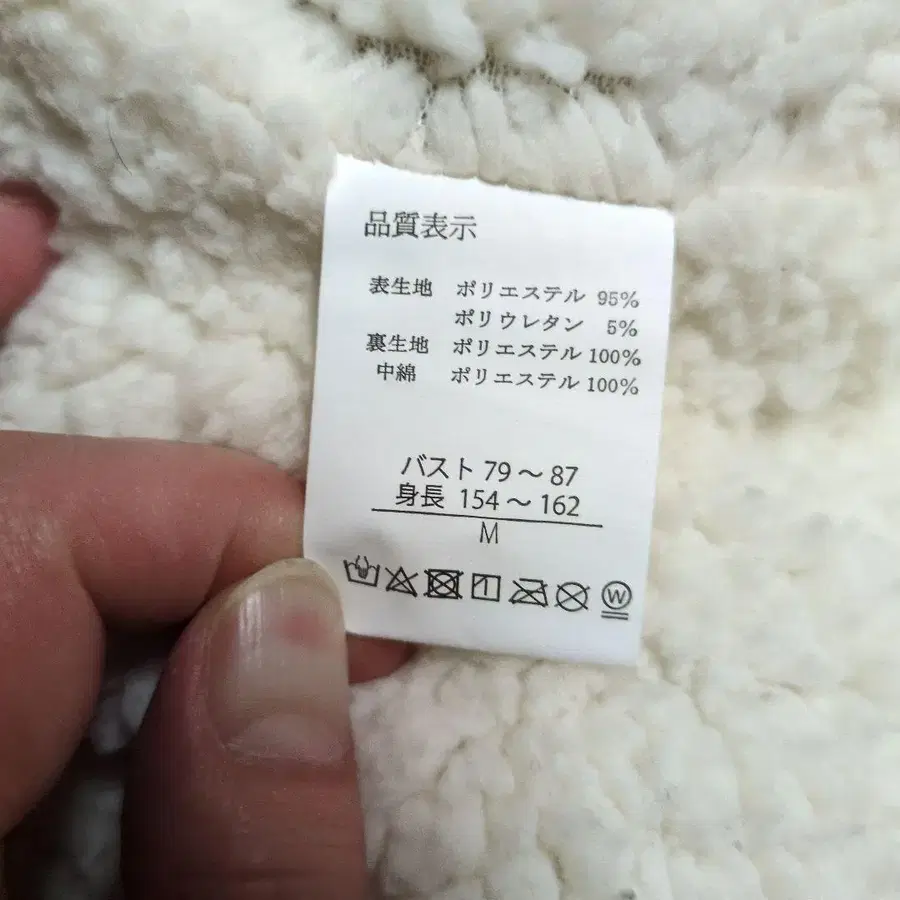 品質表示
表生地 ポリエステル 95%
ポリウレタン 5%
裏生地 ポリエステル 100%
中綿 ポリエステル 100%
バスト 79～87
身長 154～162
M
W